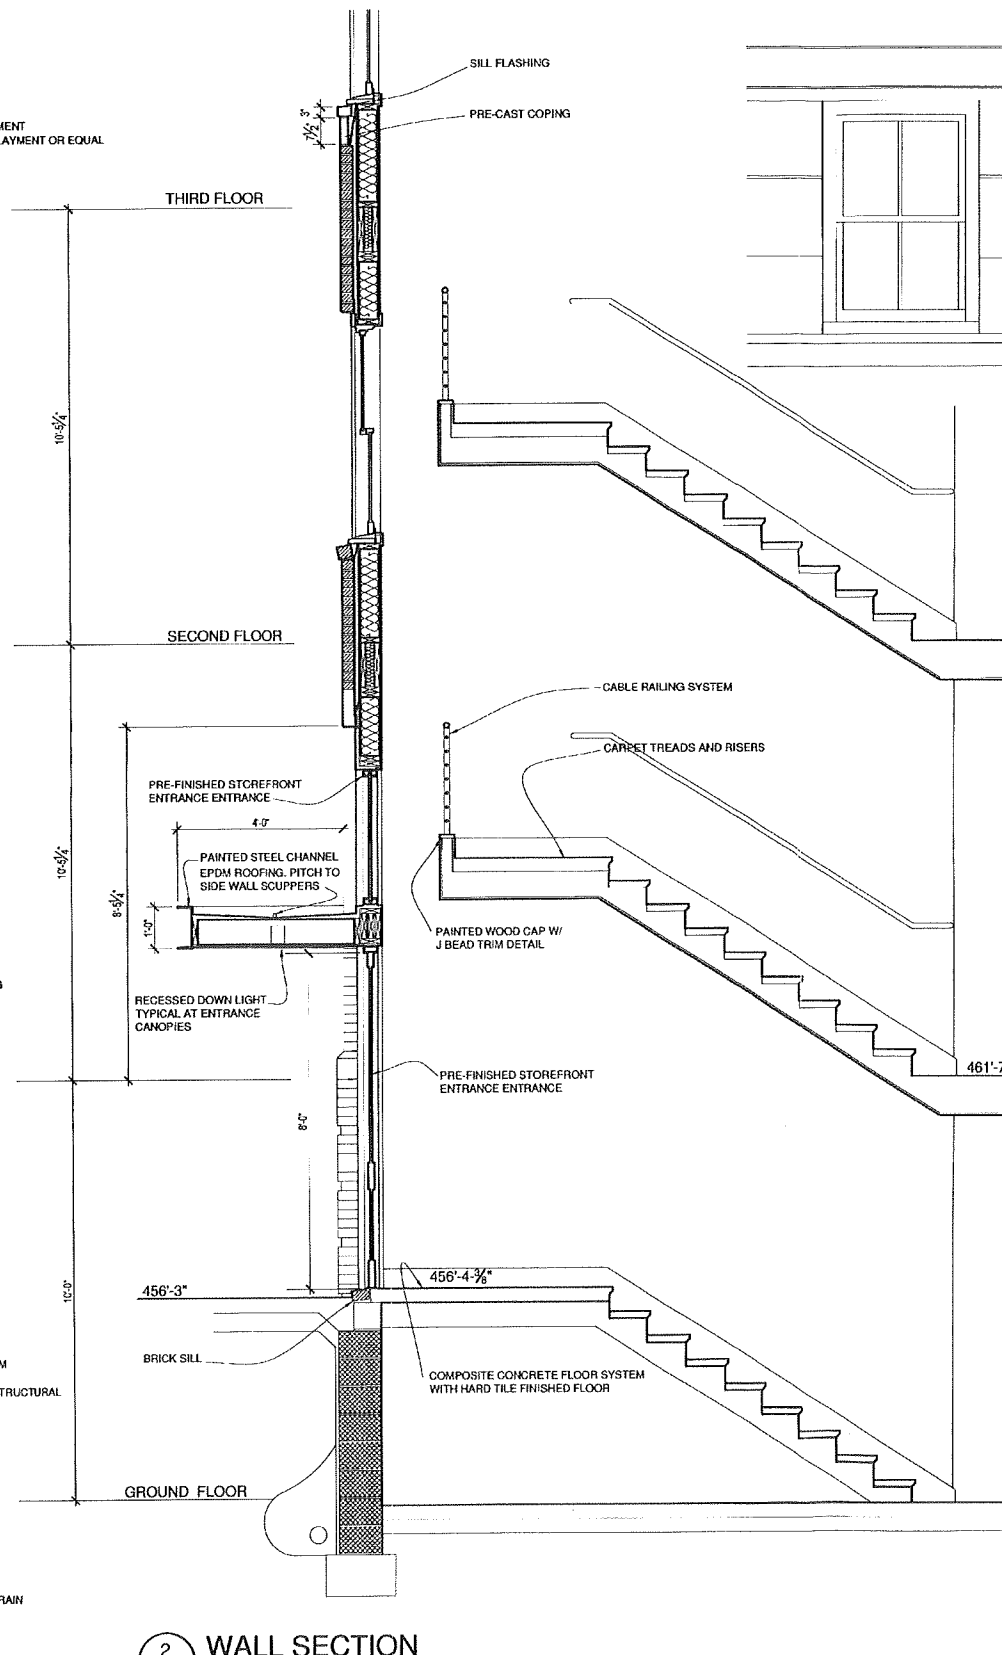 SILL FLASHING
PRE-CAST COPING
3"
7½"
MENT
LAYMENT OR EQUAL
THIRD FLOOR
10'-5¼"
SECOND FLOOR
CABLE RAILING SYSTEM
CARPET TREADS AND RISERS
PRE-FINISHED STOREFRONT
ENTRANCE ENTRANCE
4'-0"
PAINTED STEEL CHANNEL
EPDM ROOFING. PITCH TO
SIDE WALL SCUPPERS
10'-5¼"
8'-5¼"
1'-0"
PAINTED WOOD CAP W/
J BEAD TRIM DETAIL
RECESSED DOWN LIGHT
TYPICAL AT ENTRANCE
CANOPIES
461'-7
PRE-FINISHED STOREFRONT
ENTRANCE ENTRANCE
8'-0"
10'-0"
456'-3"
456'-4-⅜"
BRICK SILL
M
TRUCTURAL
COMPOSITE CONCRETE FLOOR SYSTEM
WITH HARD TILE FINISHED FLOOR
GROUND FLOOR
RAIN
2
WALL SECTION